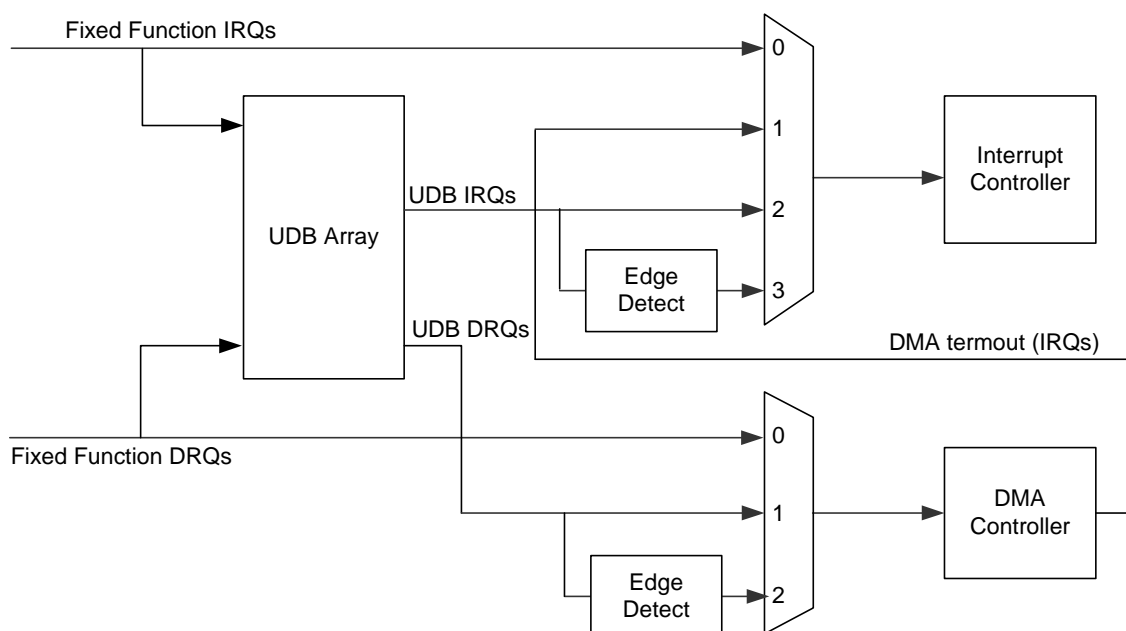 Fixed Function IRQs
0
1
Interrupt
Controller
UDB IRQs
2
UDB Array
Edge
Detect
3
UDB DRQs
DMA termout (IRQs)
0
Fixed Function DRQs
DMA
Controller
1
Edge
Detect
2